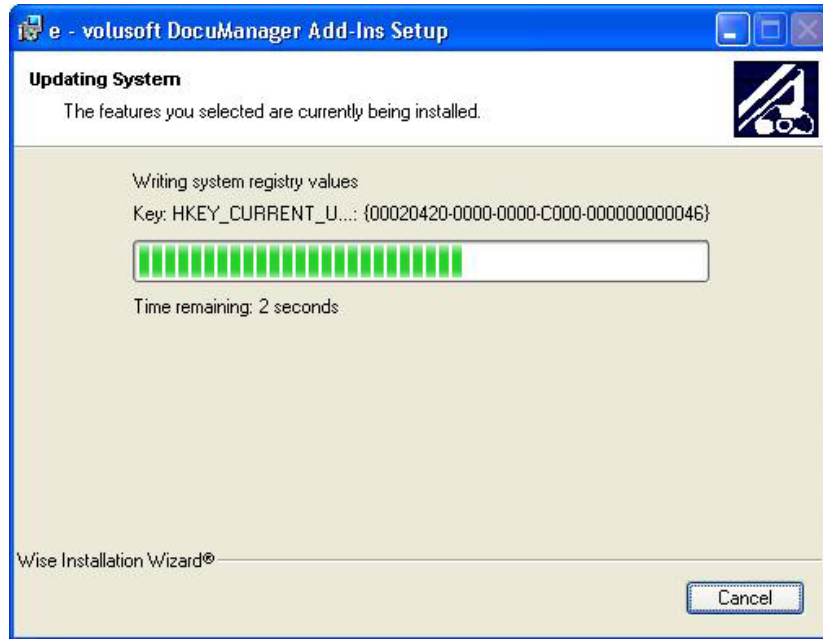 e - volusoft DocuManager Add-Ins Setup
Updating System
The features you selected are currently being installed.
Writing system registry values
Key: HKEY_CURRENT_U...: {00020420-0000-0000-C000-000000000046}
Time remaining: 2 seconds
Wise Installation Wizard®
Cancel